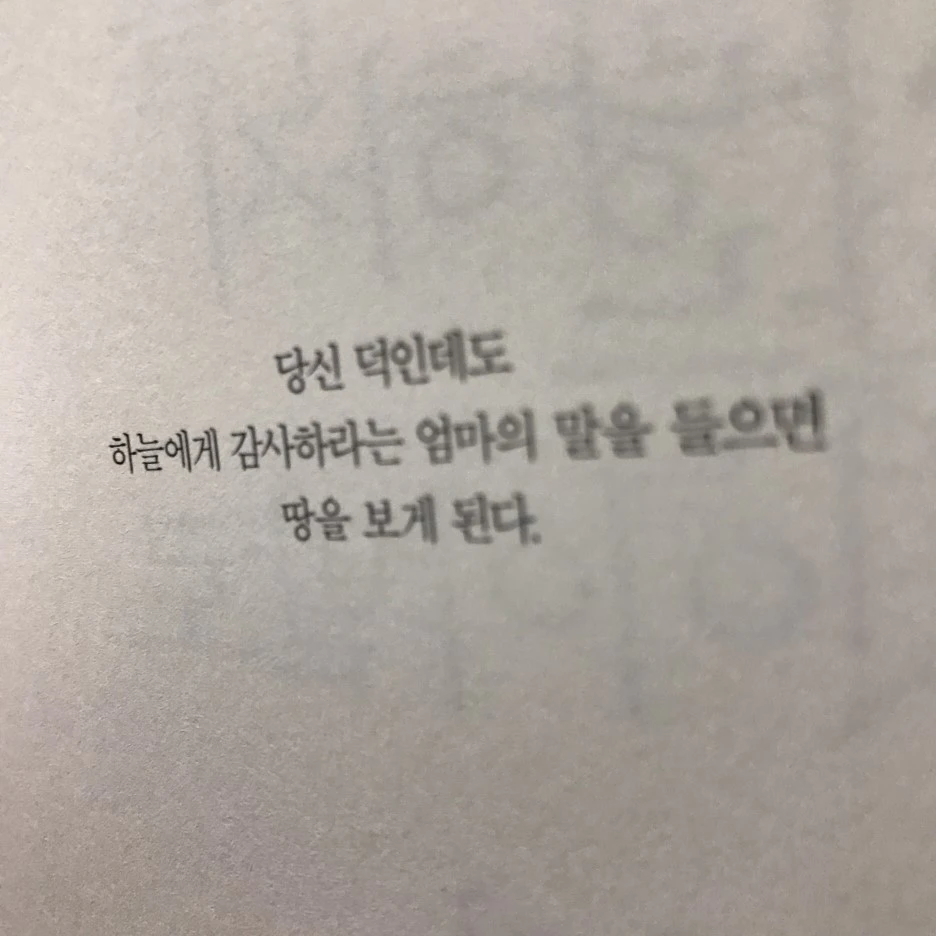 당신 덕인데도
하늘에게 감사하라는 엄마의 말을 들으면
땅을 보게 된다.